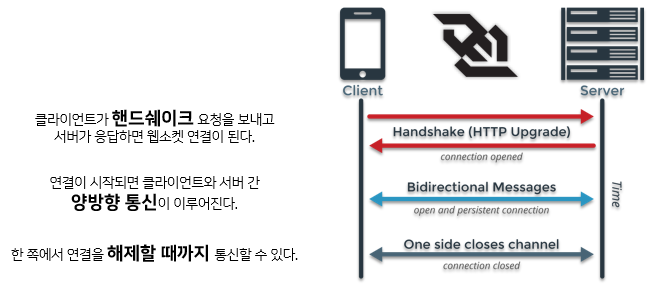 클라이언트가 핸드쉐이크 요청을 보내고
서버가 응답하면 웹소켓 연결이 된다.
연결이 시작되면 클라이언트와 서버 간
양방향 통신이 이루어진다.
한 쪽에서 연결을 해제할 때까지 통신할 수 있다.
Client
Server
Handshake (HTTP Upgrade)
connection opened
Bidirectional Messages
open and persistent connection
One side closes channel
connection closed
Time